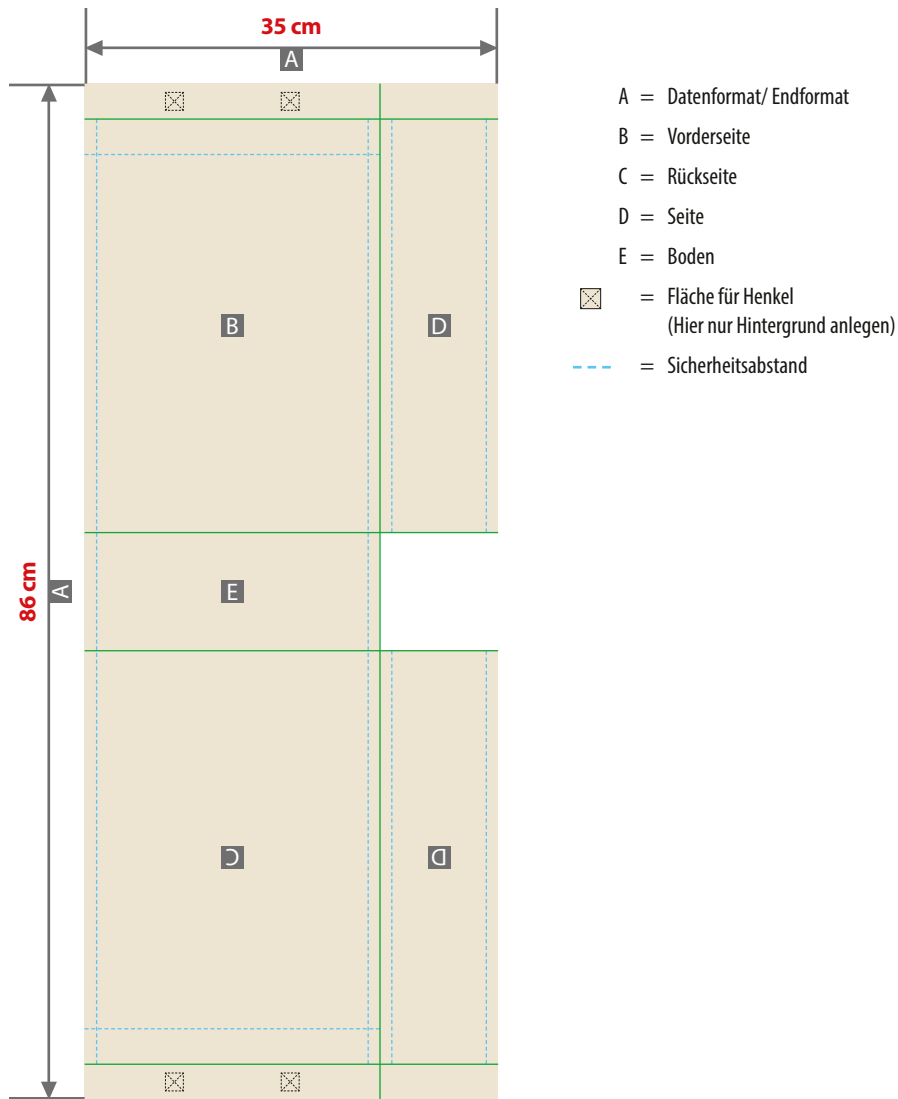 35 cm
A
A = Datenformat/ Endformat
B = Vorderseite
C = Rückseite
D = Seite
E = Boden
= Fläche für Henkel
(Hier nur Hintergrund anlegen)
= Sicherheitsabstand
B
D
86 cm
A
E
C
D